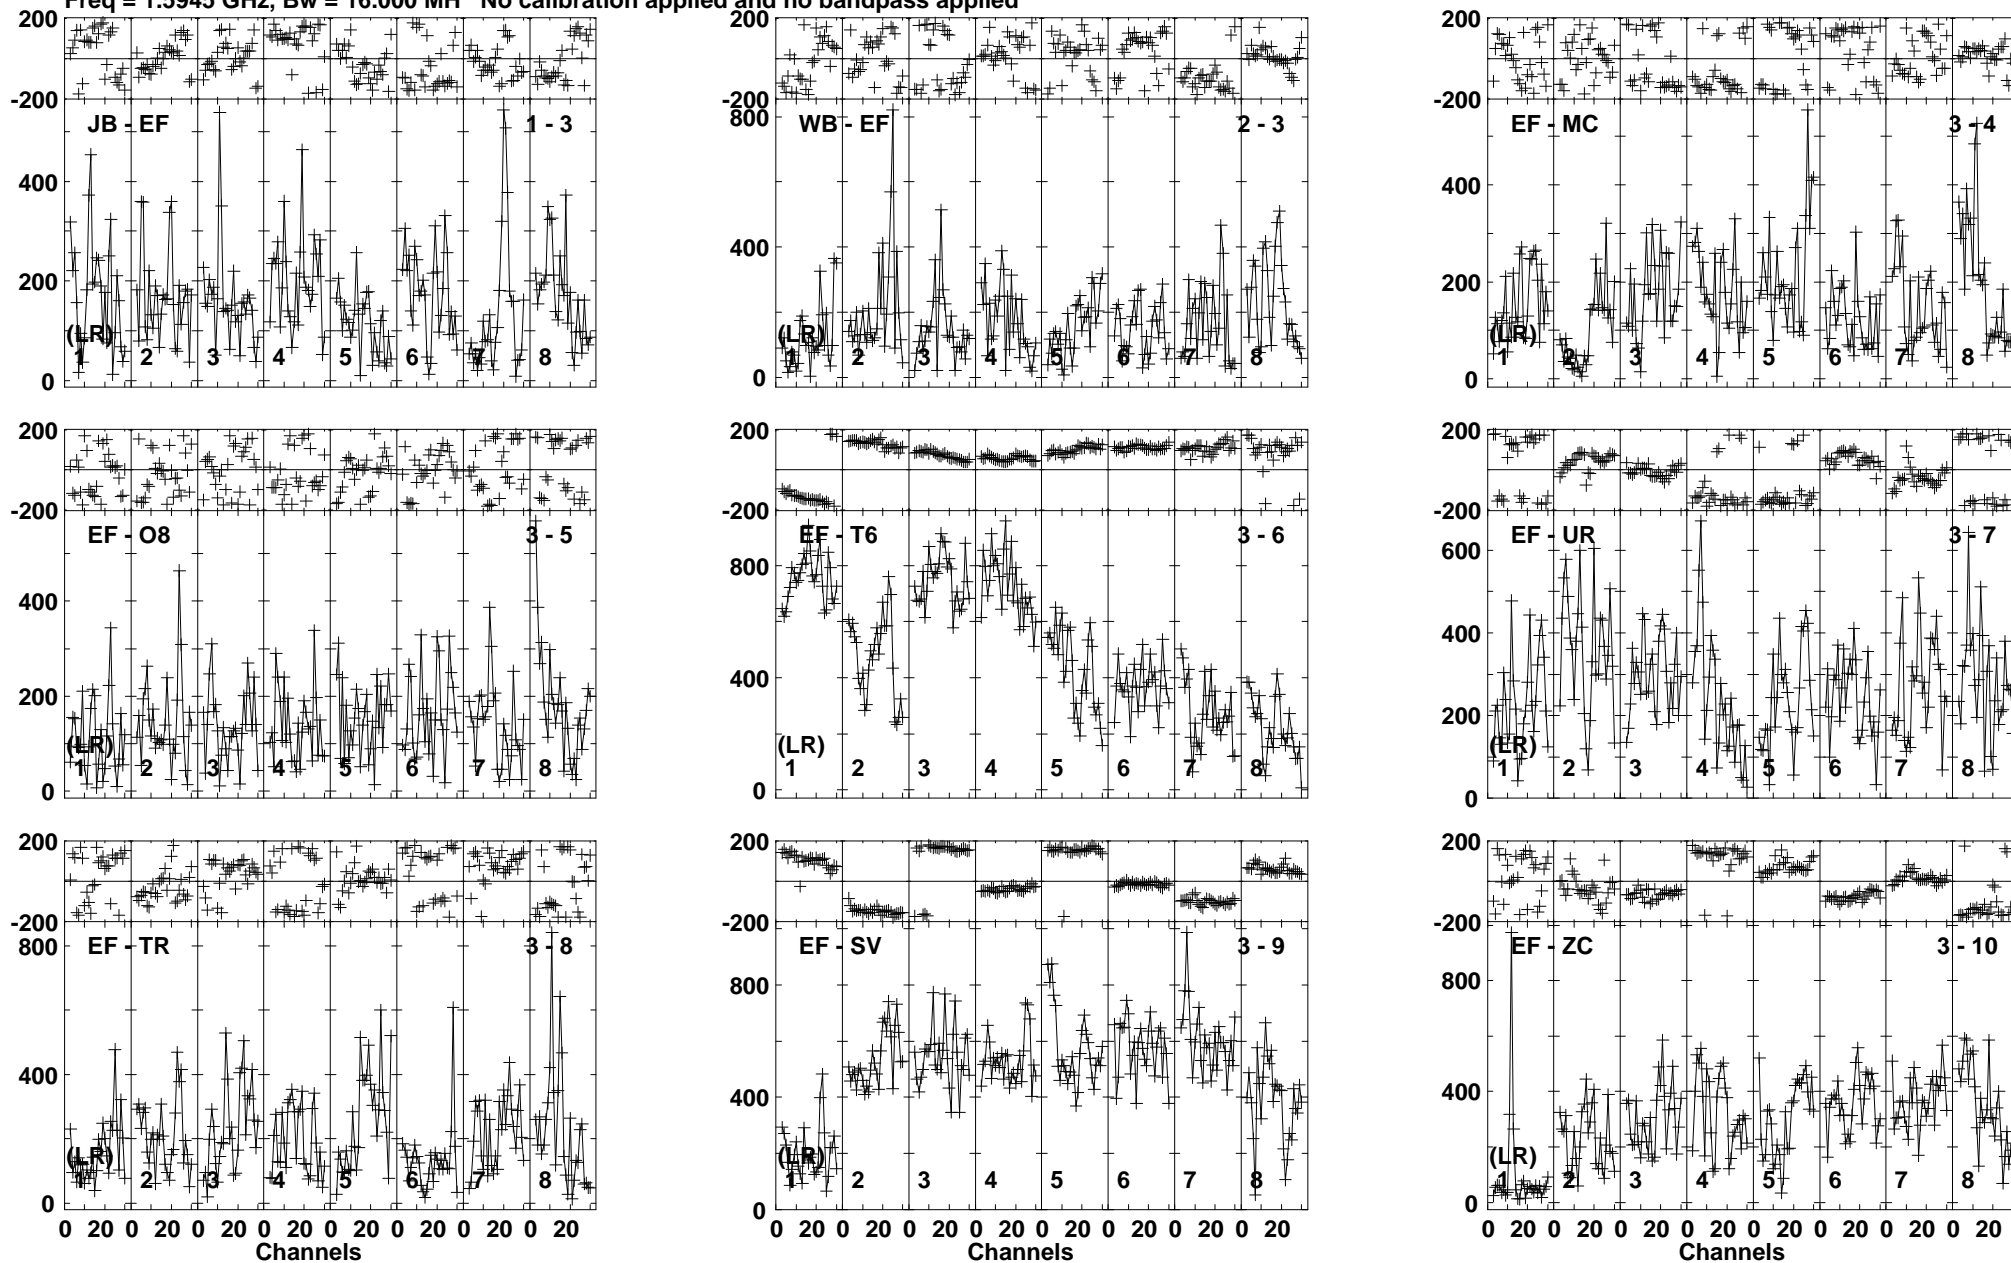 Freq = 1.5945 GHz, Bw = 16.000 MH No calibration applied and no bandpass applied
200 200 200
-200 -200 -200
JB - EF 1 - 3 WB - EF 2 - 3 EF - MC 3 - 4
400 200 0 800 400 0 400 200 0
(LR) (LR) (LR)
1 2 3 4 5 6 7 8 1 2 3 4 5 6 7 8 1 2 3 4 5 6 7 8
200 200 200
-200 -200 -200
EF - O8 3 - 5 EF - T6 3 - 6 EF - UR 3 - 7
400 200 0 800 400 0 600 400 200 0
(LR) (LR) (LR)
1 2 3 4 5 6 7 8 1 2 3 4 5 6 7 8 1 2 3 4 5 6 7 8
200 200 200
-200 -200 -200
EF - TR 3 - 8 EF - SV 3 - 9 EF - ZC 3 - 10
800 400 0 800 400 0 800 400 0
(LR) (LR) (LR)
1 2 3 4 5 6 7 8 1 2 3 4 5 6 7 8 1 2 3 4 5 6 7 8
0 20 0 20 0 20 0 20 0 20 0 20 0 20 0 20 0 20 0 20 0 20 0 20 0 20 0 20 0 20 0 20 0 20 0 20 0 20 0 20 0 20 0 20 0 20 0 20
Channels Channels Channels